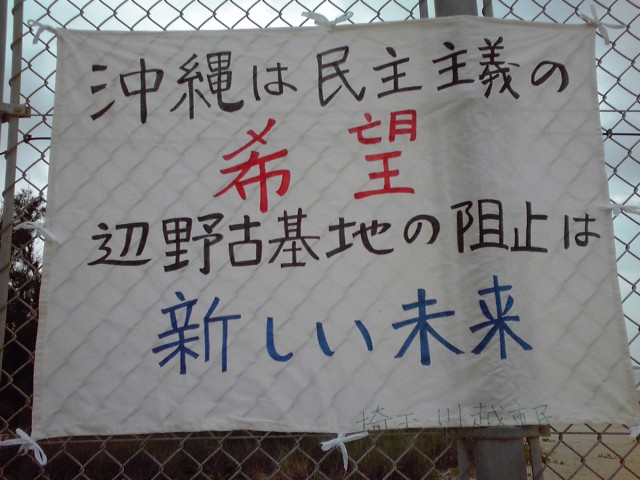 沖縄は民主主義の
希望
辺野古基地の阻止は
新しい未来
埼玉川越市民